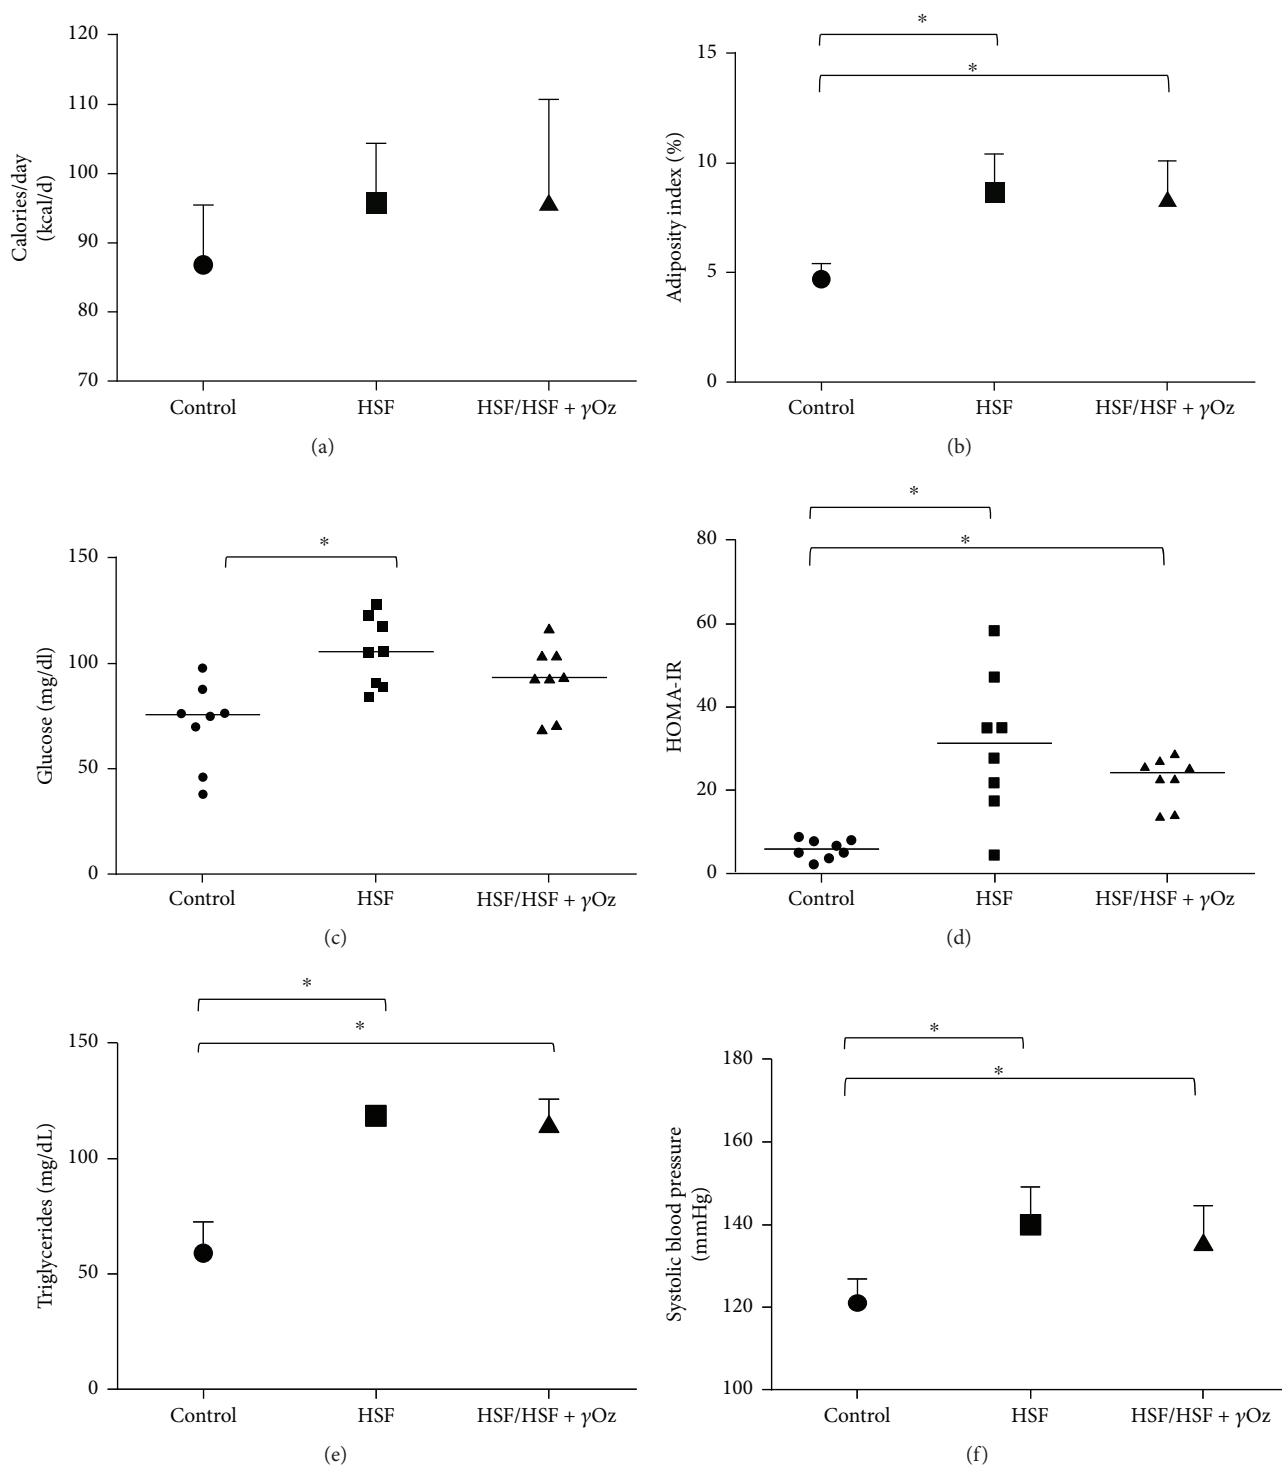 120
110
100
90
80
70
Calories/day
(kcal/d)
Control
HSF
HSF/HSF + γOz
(a)
*
*
15
10
5
0
Adiposity index (%)
Control
HSF
HSF/HSF + γOz
(b)
*
150
100
50
0
Glucose (mg/dl)
Control
HSF
HSF/HSF + γOz
(c)
*
*
80
60
40
20
0
HOMA-IR
Control
HSF
HSF/HSF + γOz
(d)
*
*
150
100
50
0
Triglycerides (mg/dL)
Control
HSF
HSF/HSF + γOz
(e)
*
*
180
160
140
120
100
Systolic blood pressure
(mmHg)
Control
HSF
HSF/HSF + γOz
(f)